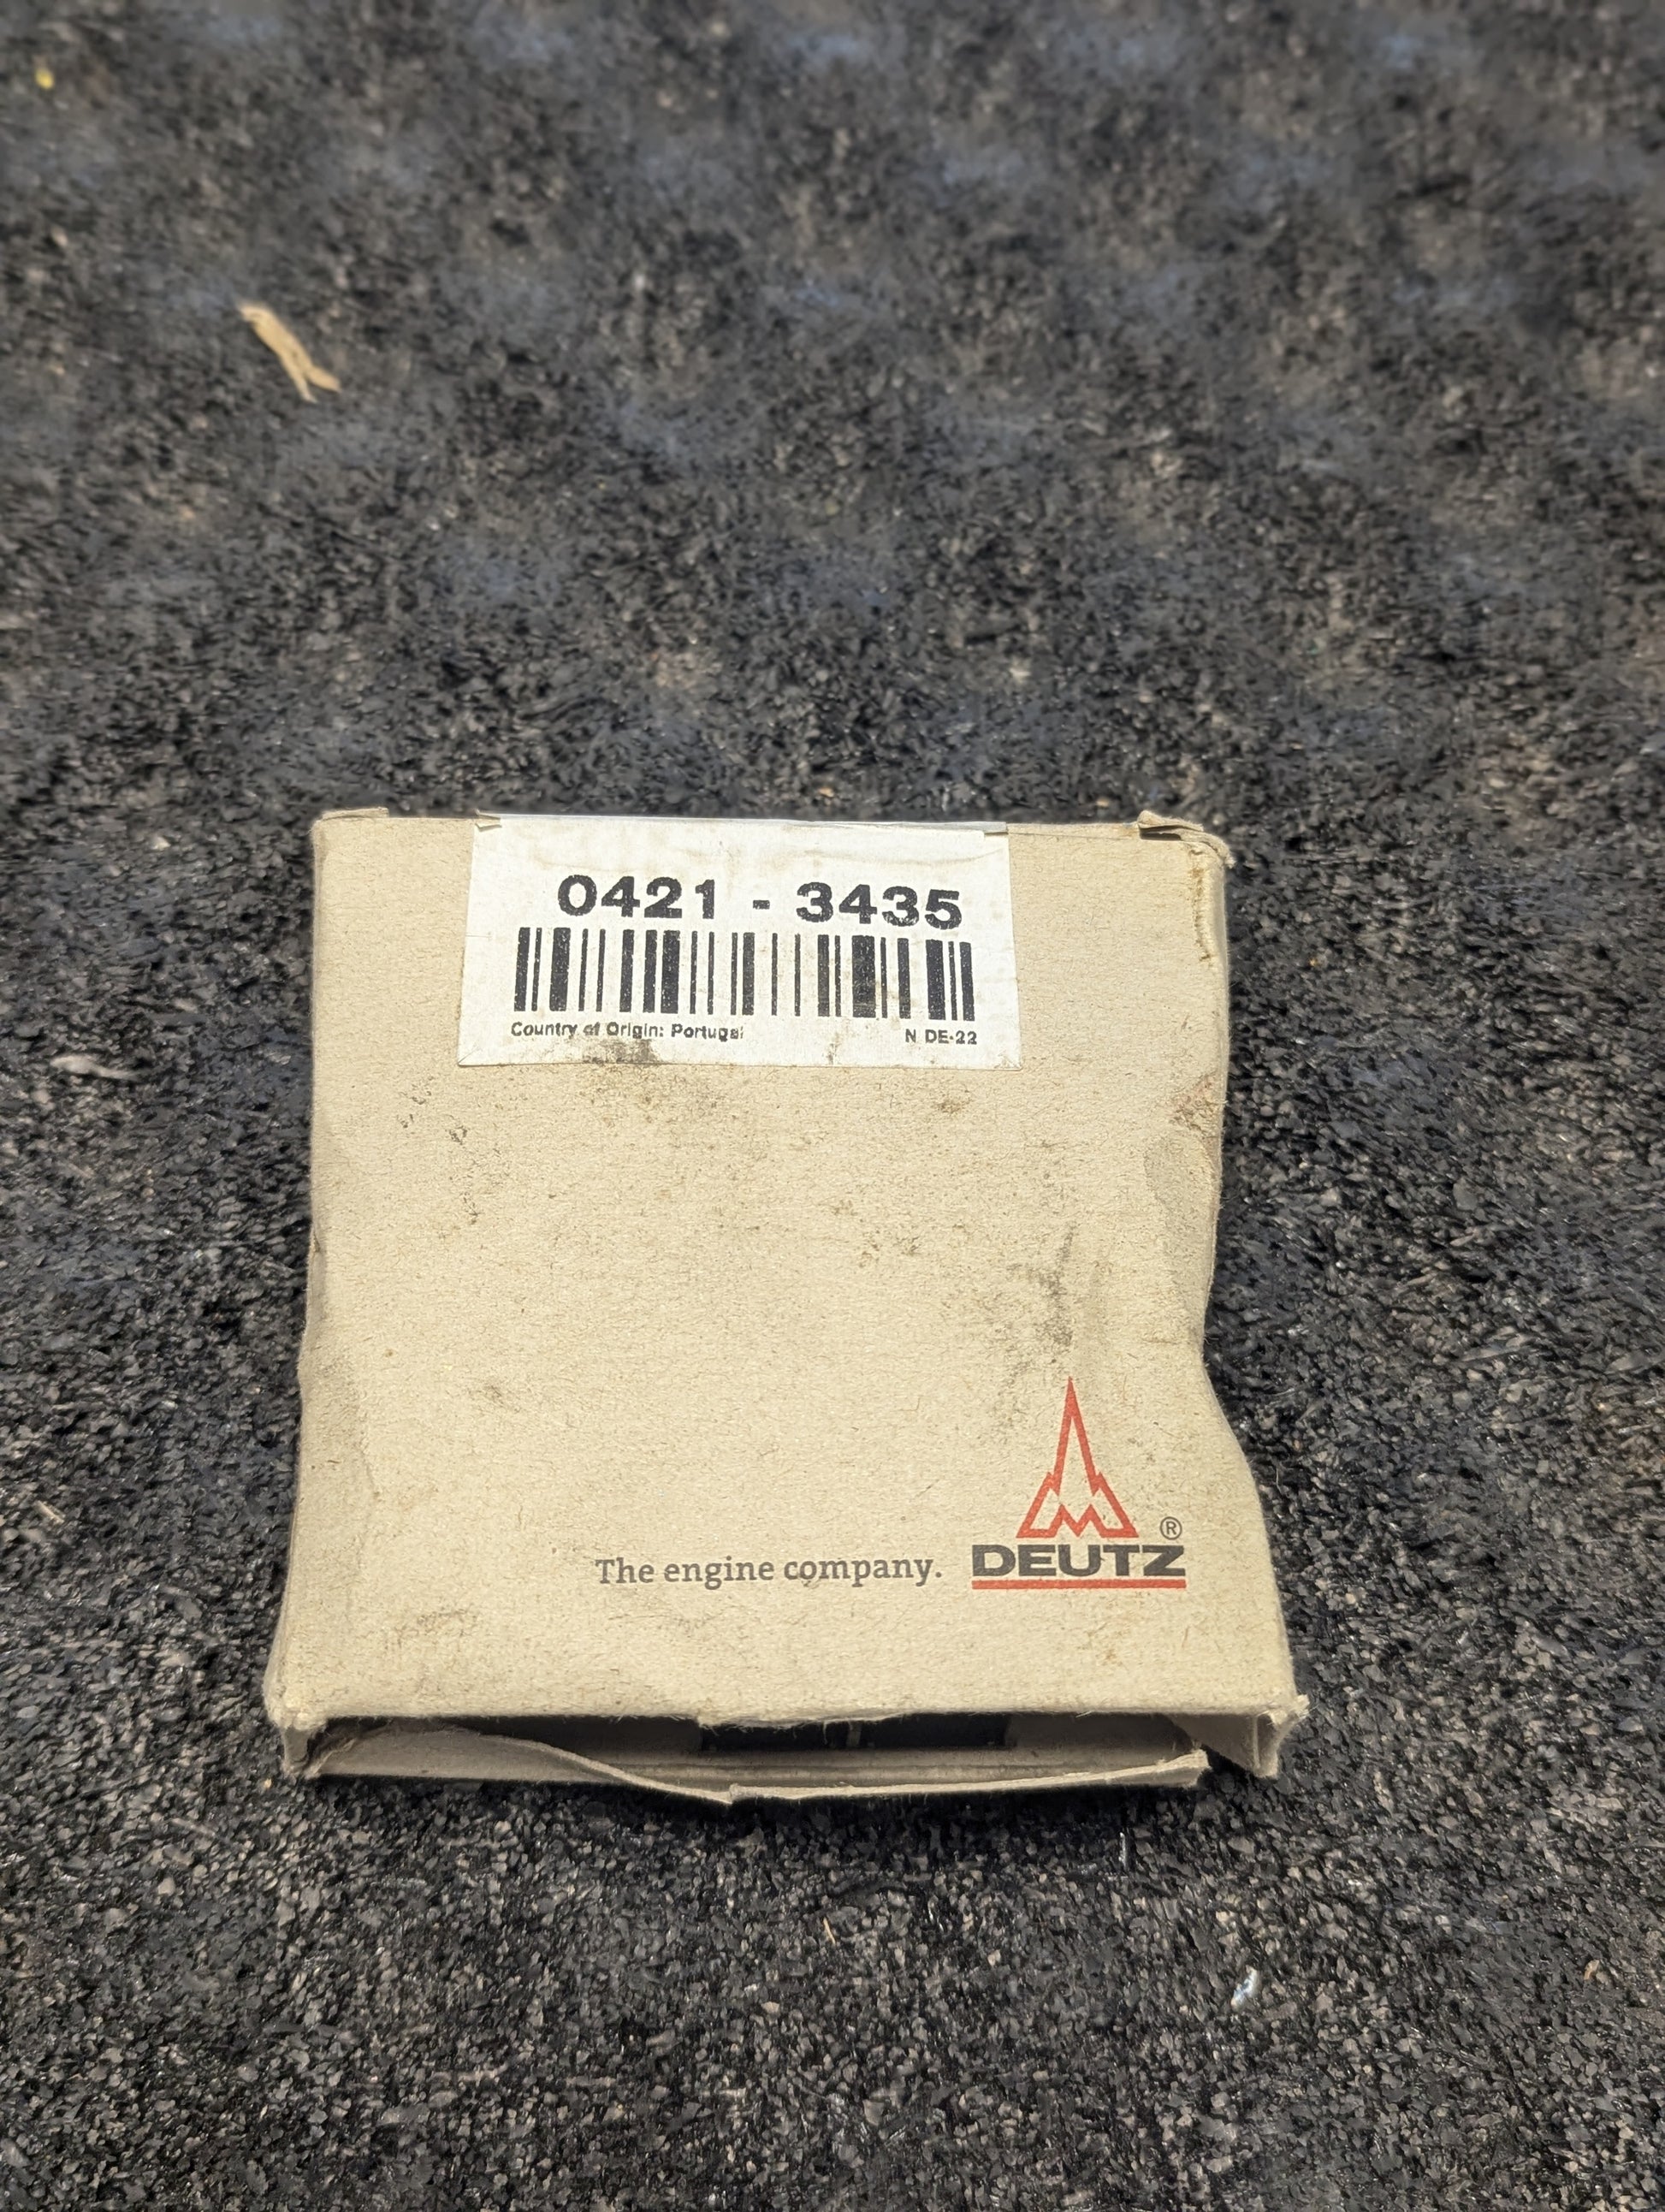 0421 - 3435
Country of Origin: Portugal N DE-22
The engine company. DEUTZ ®